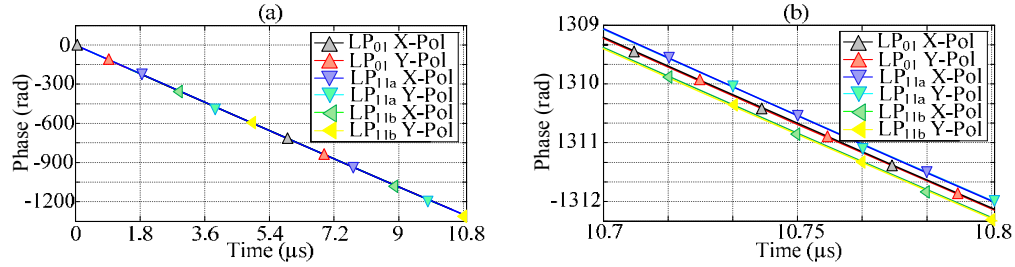 (a)
Phase (rad)
0
-300
-600
-900
-1200
LP01 X-Pol
LP01 Y-Pol
LP11a X-Pol
LP11a Y-Pol
LP11b X-Pol
LP11b Y-Pol
0 1.8 3.6 5.4 7.2 9 10.8
Time (µs)
(b)
Phase (rad)
1309
-1310
-1311
-1312
LP01 X-Pol
LP01 Y-Pol
LP11a X-Pol
LP11a Y-Pol
LP11b X-Pol
LP11b Y-Pol
10.7 10.75 10.8
Time (µs)